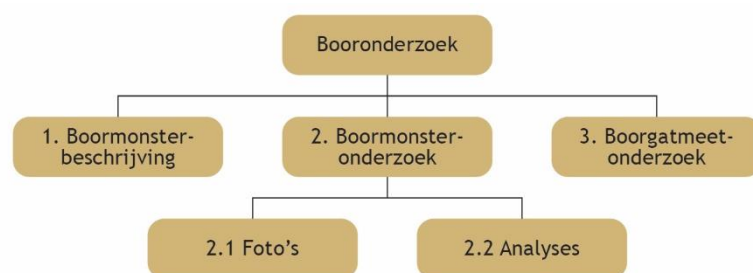 Booronderzoek
1. Boormonster-
beschrijving
2. Boormonster-
onderzoek
3. Boorgatmeet-
onderzoek
2.1 Foto’s
2.2 Analyses